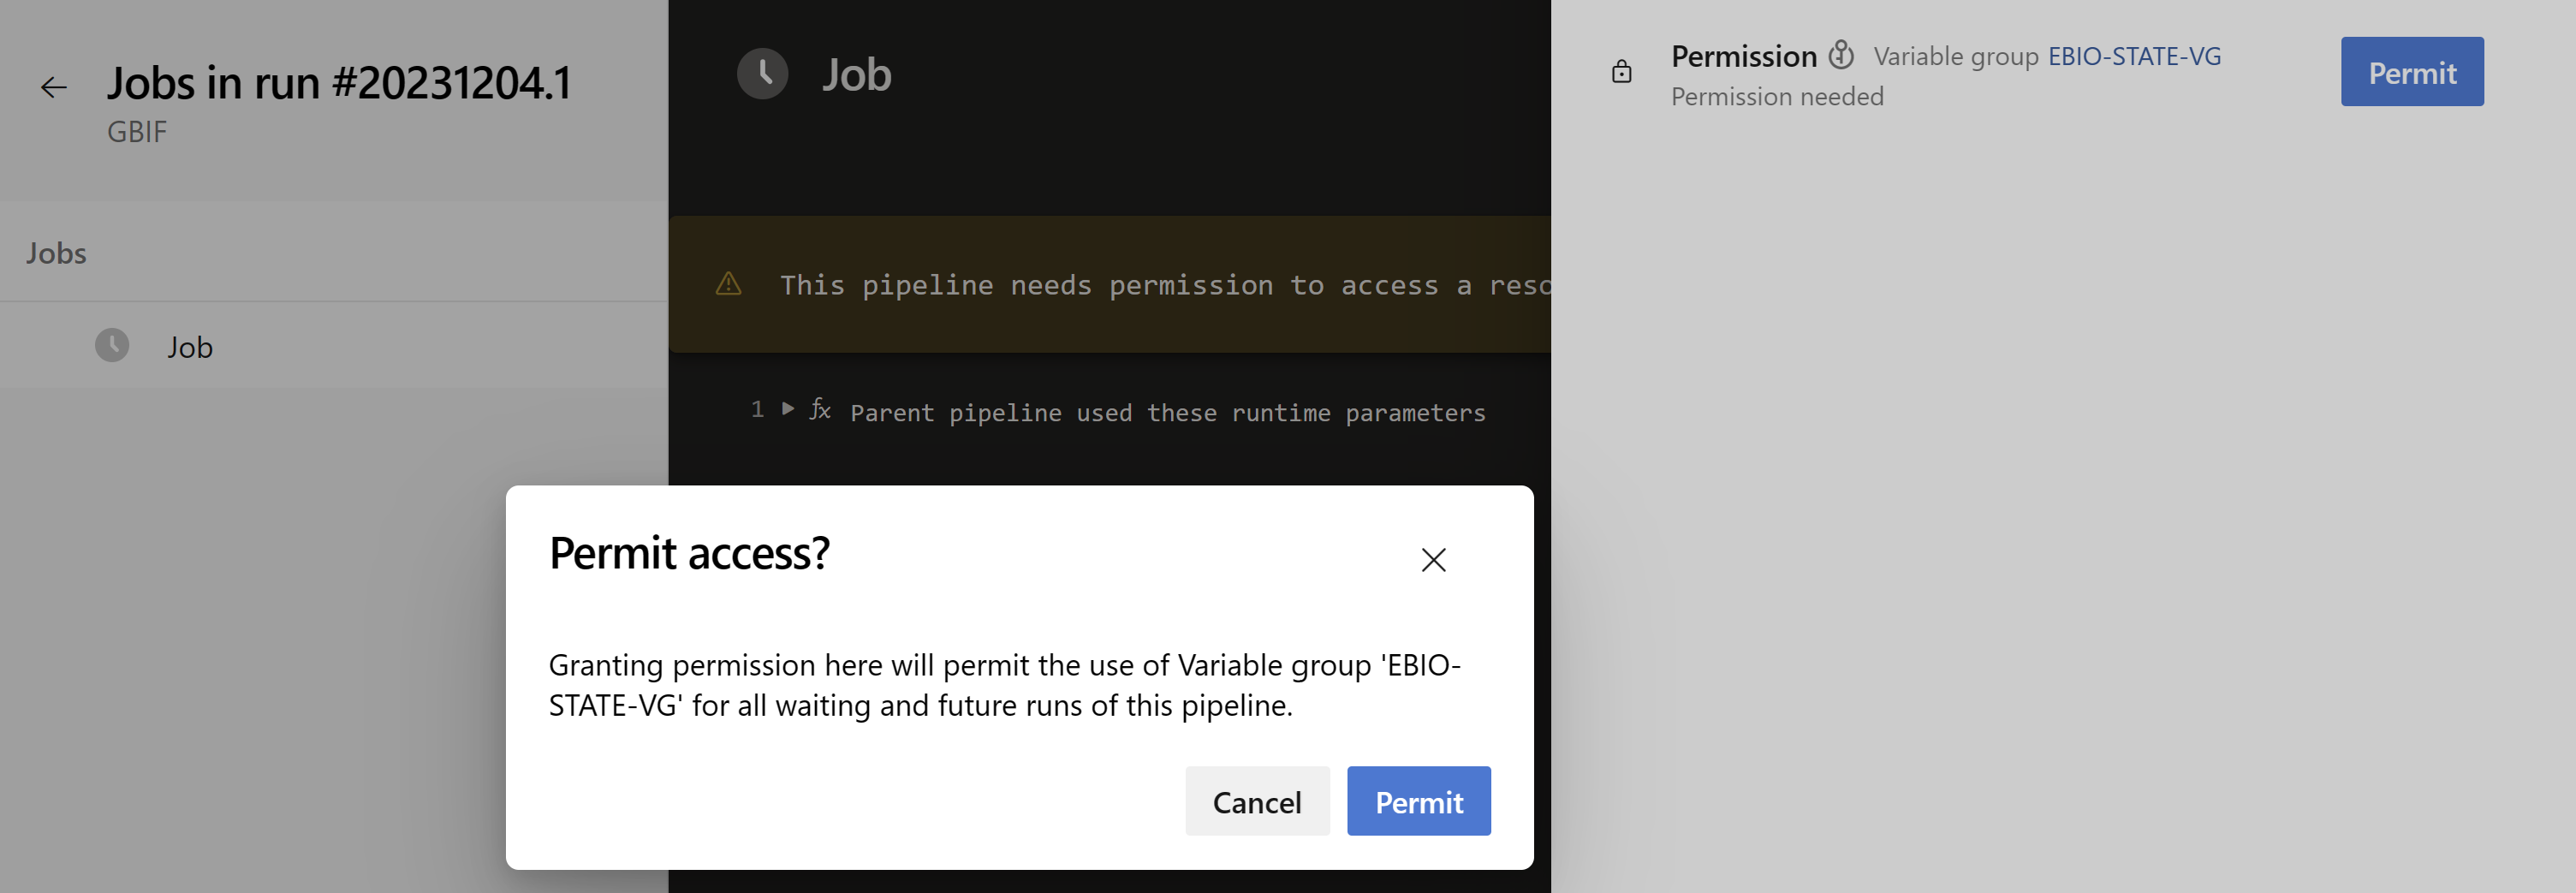 Jobs in run #20231204.1
GBIF
Jobs
Job
Job
This pipeline needs permission to access a reso
1 fx Parent pipeline used these runtime parameters
Permission Variable group EBIO-STATE-VG
Permission needed
Permit
Permit access?
Granting permission here will permit the use of Variable group 'EBIO-
STATE-VG' for all waiting and future runs of this pipeline.
Cancel
Permit